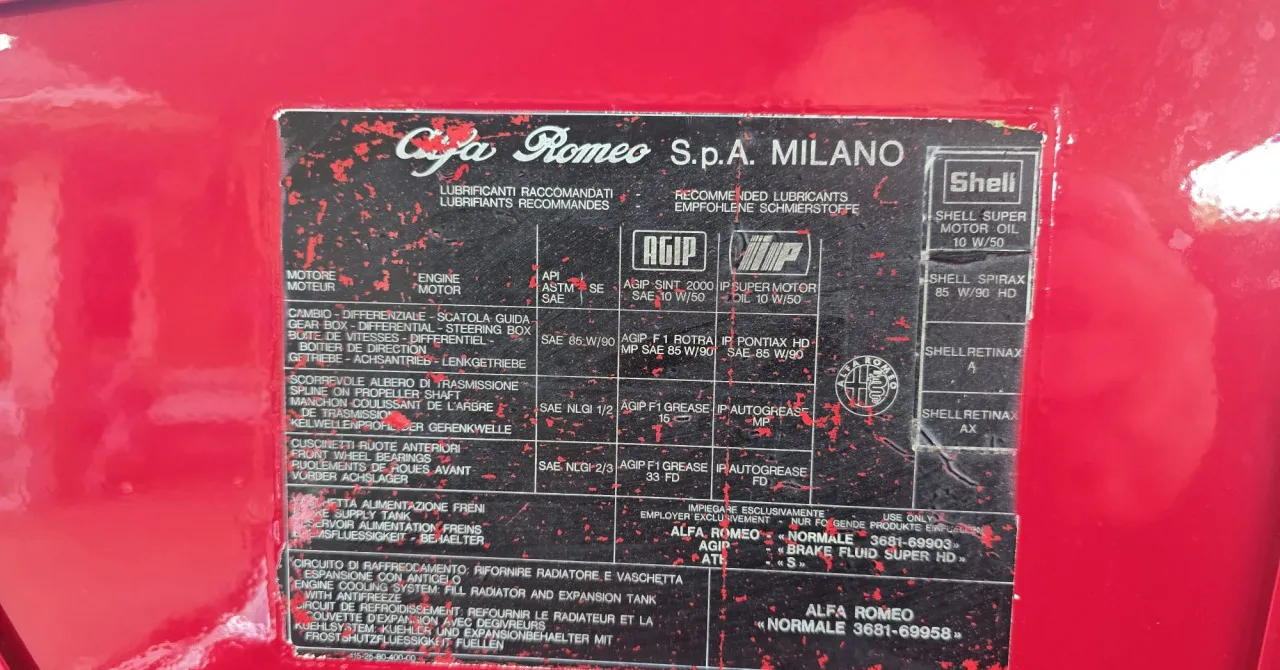 Alfa Romeo S.p.A. MILANO
LUBRIFICANTI RACCOMANDATI
LUBRIFIANTS RECOMMANDES
RECOMMENDED LUBRICANTS
EMPFOHLENE SCHMIERSTOFFE
Shell
SHELL SUPER
MOTOR OIL
10 W/50
MOTORE
MOTEUR
ENGINE
MOTOR
API
ASTM SE
SAE
AGIP
AGIP SINT 2000
SAE 10 W/50
IP
IP SUPER MOTOR
OIL 10 W/50
SHELL SPIRAX
85 W/90 HD
CAMBIO - DIFFERENZIALE - SCATOLA GUIDA
GEAR BOX - DIFFERENTIAL - STEERING BOX
BOITE DE VITESSES - DIFFERENTIEL -
BOITIER DE DIRECTION
GETRIEBE - ACHSANTRIEB - LENKGETRIEBE
SAE 85 W/90
AGIP F 1 ROTRA
MP SAE 85 W/90
IP PONTIAX HD
SAE 85 W/90
SHELL RETINAX
A
ALFA ROMEO
SCORREVOLE ALBERO DI TRASMISSIONE
SPLINE ON PROPELLER SHAFT
MANCHON COULISSANT DE L'ARBRE
DE TRASMISSION
DER GERENKWELLE
SAE NLGI 1/2
AGIP F1 GREASE
15
IP AUTOGREASE
MP
SHELL RETINAX
AX
CUSCINETTI RUOTE ANTERIORI
FRONT WHEEL BEARINGS
RUOLEMENTS DE ROUES AVANT
VORDER ACHSLAGER
SAE NLGI 2/3
AGIP F1 GREASE
33 FD
IP AUTOGREASE
FD
ALIMENTAZIONE FRENI
SUPPLY TANK
ALIMENTATION FREINS
- BEHAELTER
IMPIEGARE ESCLUSIVAMENTE - USE ONLY
EMPLOYER EXCLUSIVEMENT - NUR FOLGENDE PRODUKTE
ALFA ROMEO - «NORMALE 3681-69903»
AGIP - «BRAKE FLUID SUPER HD»
ATE - «S»
CIRCUITO DI RAFFREDDAMENTO: RIFORNIRE RADIATORE E VASCHETTA
ESPANSIONE CON ANTIGELO
ENGINE COOLING SYSTEM: FILL RADIATOR AND EXPANSION TANK
WITH ANTIFREEZE
CIRCUIT DE REFROIDISSEMENT: REFOURNIR LE RADIATEUR ET LA
COUVETTE D'EXPANSION AVEC DEGIVREURS
KUEHLSYSTEM: KUEHLER UND EXPANSIONBEHAELTER MIT
FROSTSHUTZFLUESSIGKEIT FUELLEN
ALFA ROMEO
«NORMALE 3681-69958»